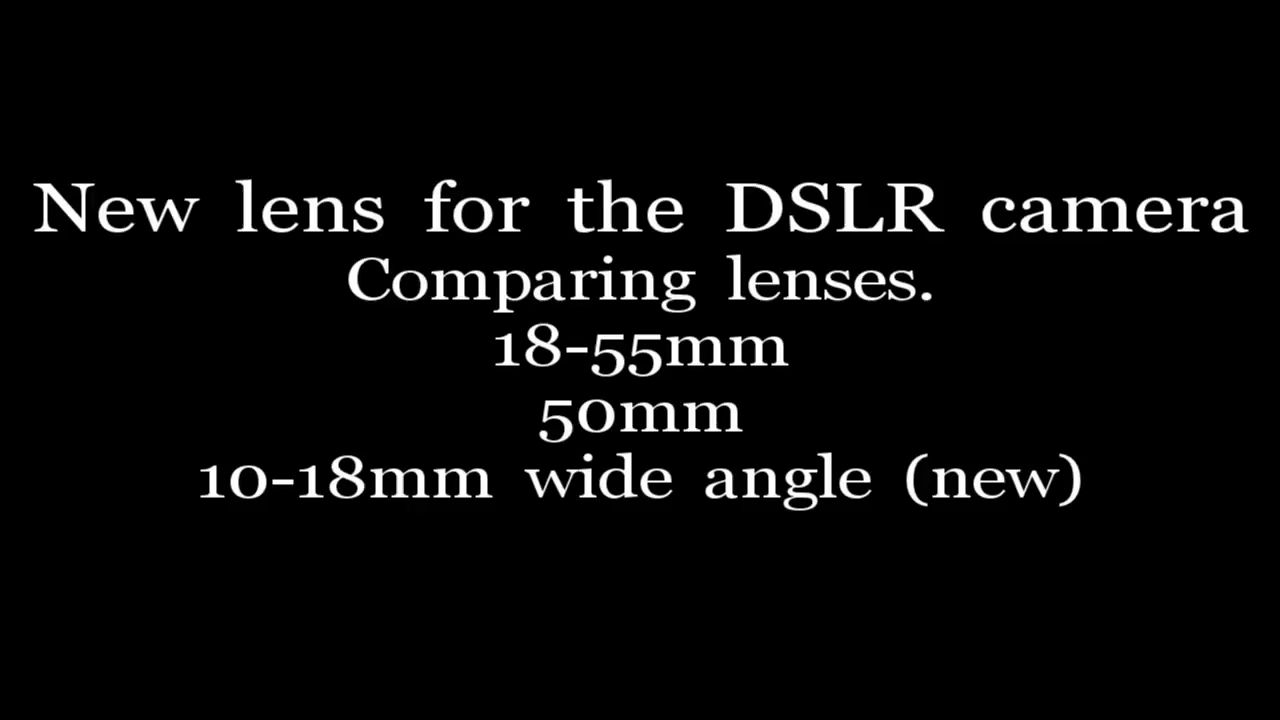 New lens for the DSLR camera
Comparing lenses.
18-55mm
50mm
10-18mm wide angle (new)